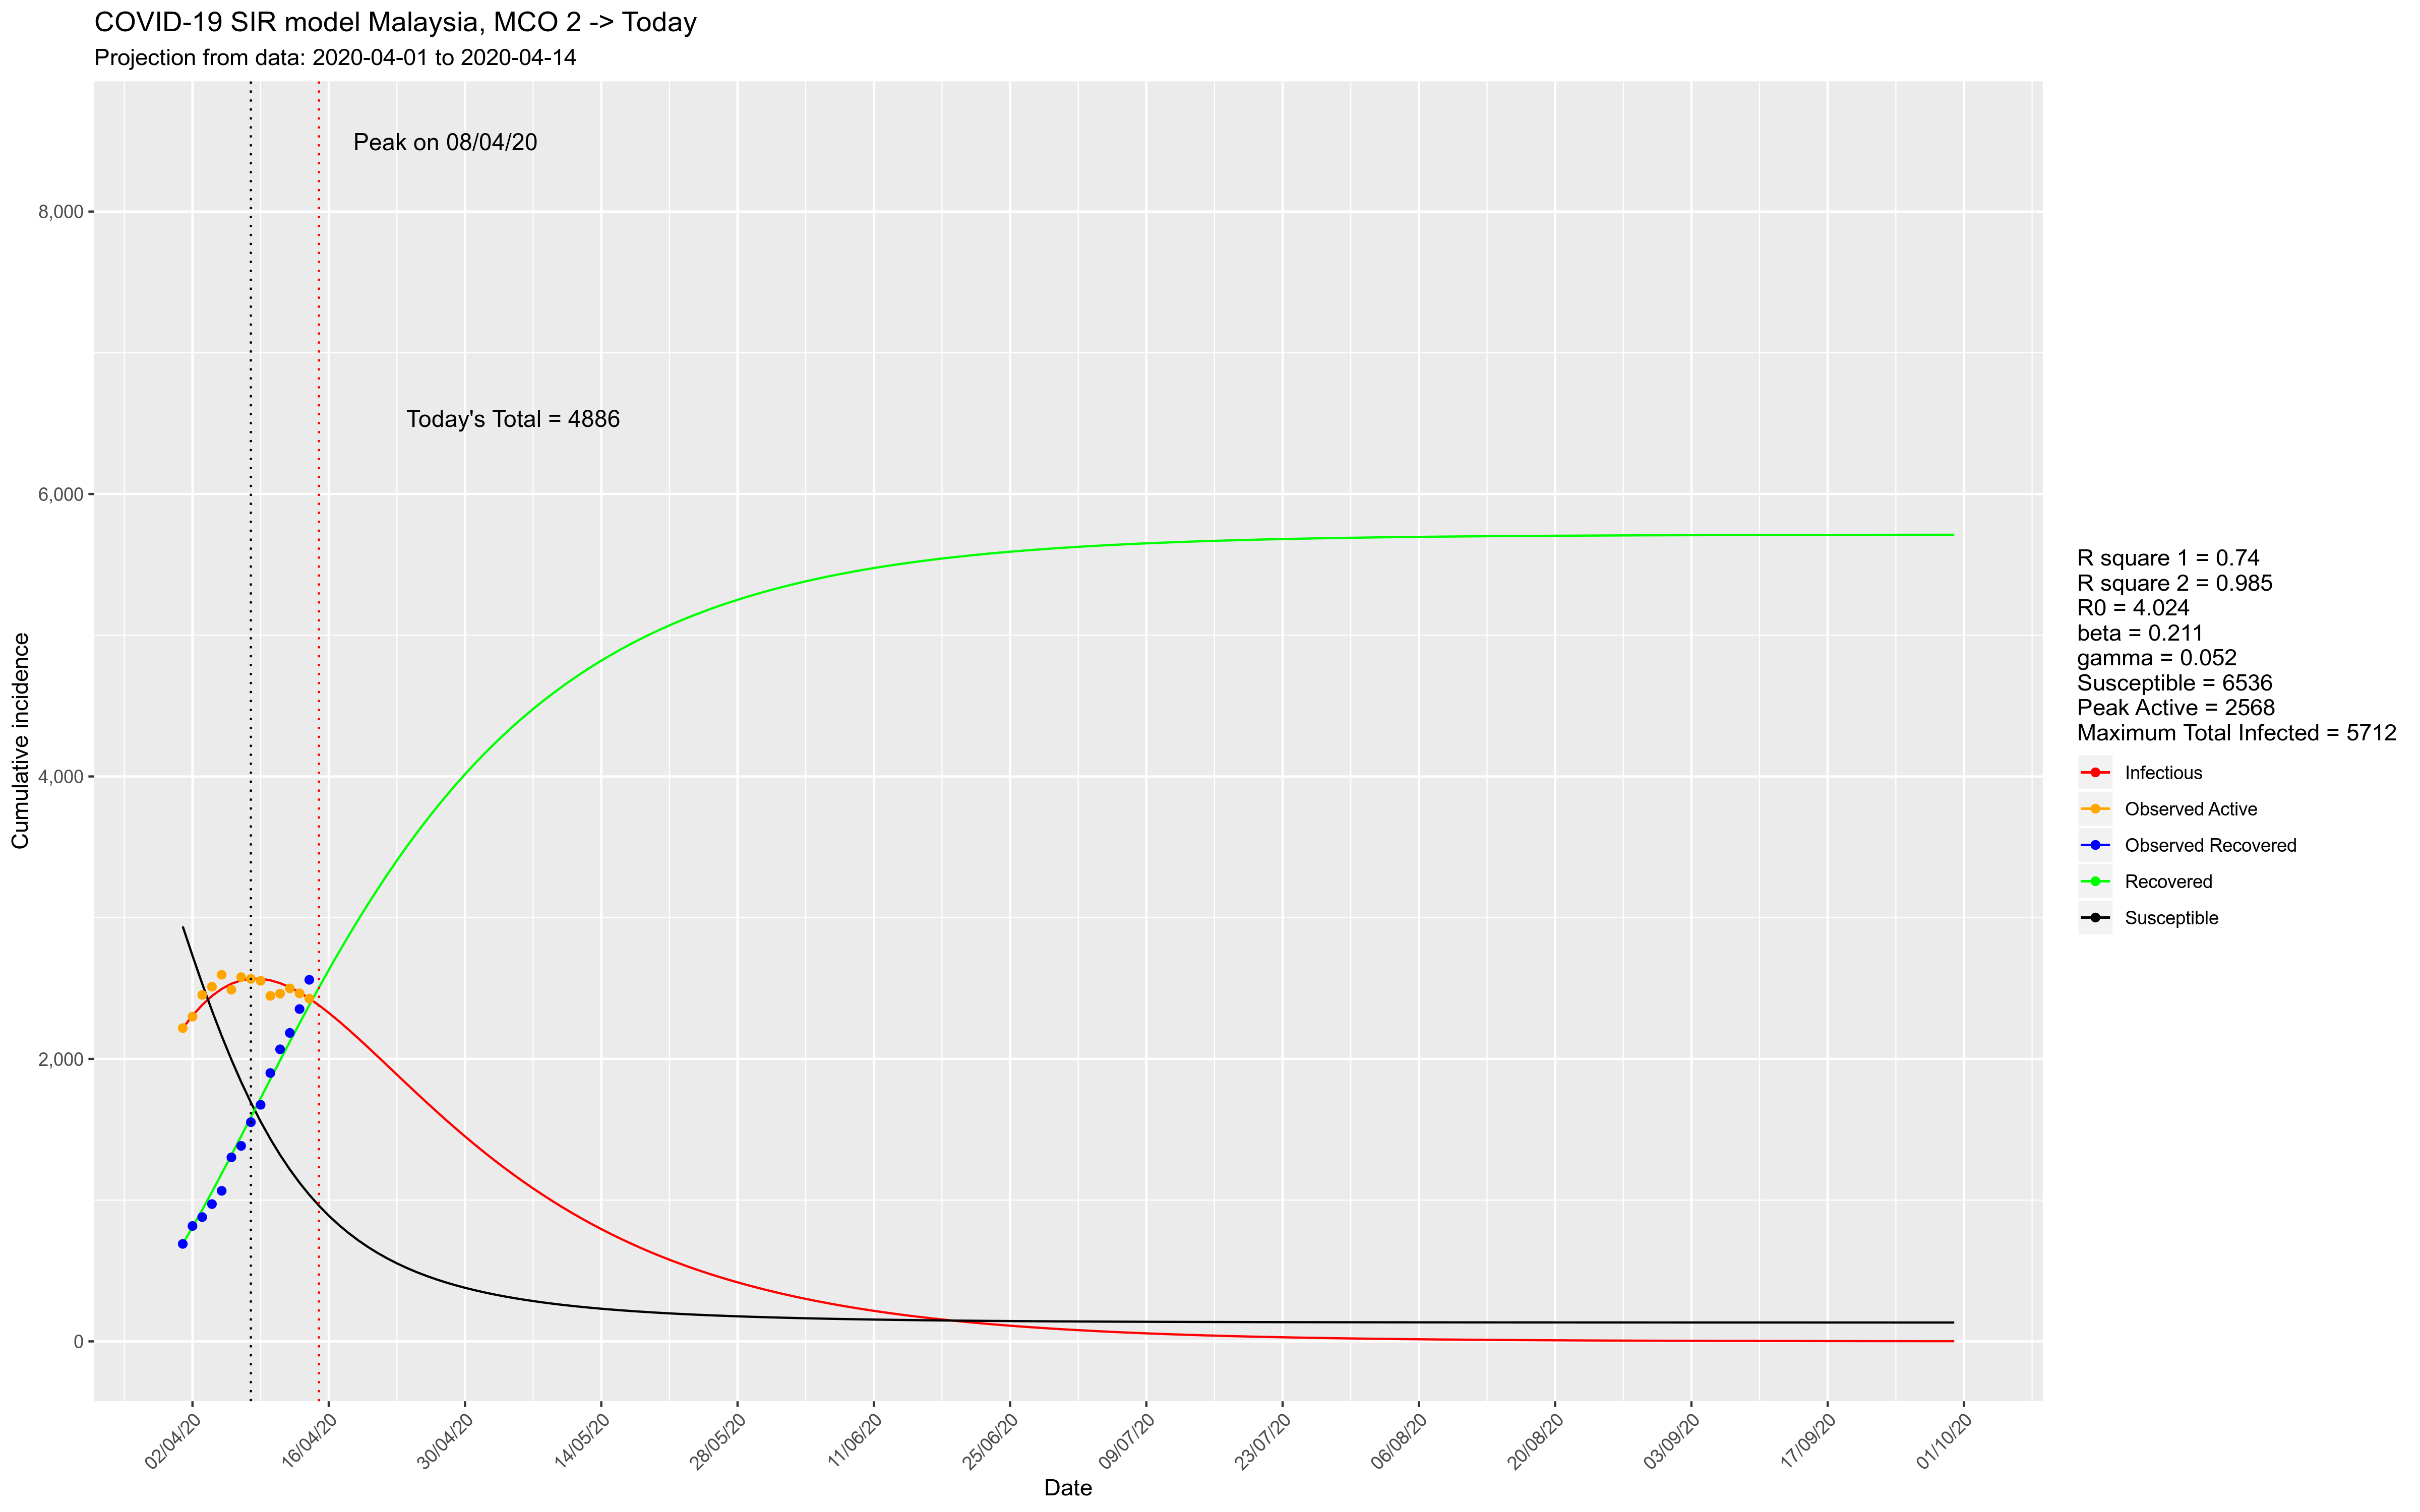 COVID-19 SIR model Malaysia, MCO 2 -> Today
Projection from data: 2020-04-01 to 2020-04-14
Peak on 08/04/20
Today's Total = 4886
Cumulative incidence
8,000
6,000
4,000
2,000
0
02/04/20
16/04/20
30/04/20
14/05/20
28/05/20
11/06/20
25/06/20
09/07/20
23/07/20
06/08/20
20/08/20
03/09/20
17/09/20
01/10/20
Date
R square 1 = 0.74
R square 2 = 0.985
R0 = 4.024
beta = 0.211
gamma = 0.052
Susceptible = 6536
Peak Active = 2568
Maximum Total Infected = 5712
Infectious
Observed Active
Observed Recovered
Recovered
Susceptible